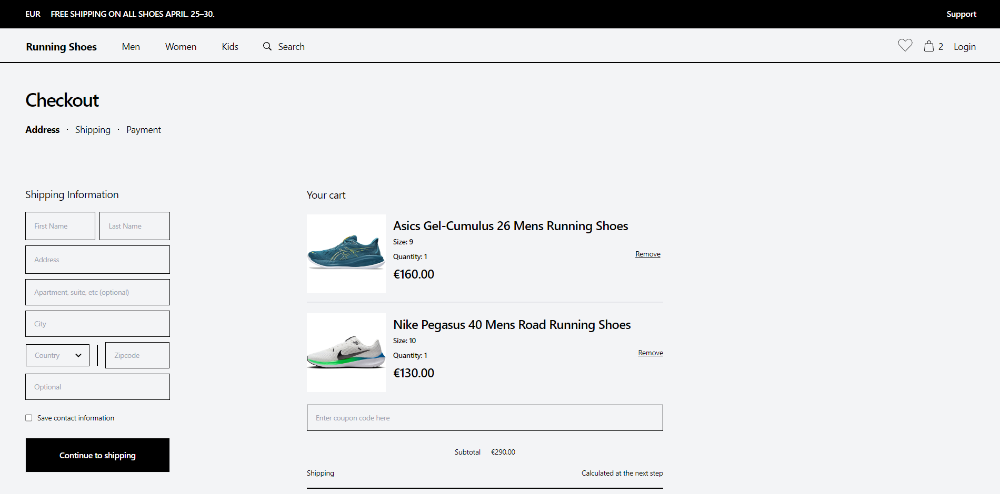 EUR FREE SHIPPING ON ALL SHOES APRIL. 25–30. Support
Running Shoes Men Women Kids Search 2 Login
Checkout
Address · Shipping · Payment
Shipping Information
First Name Last Name
Address
Apartment, suite, etc (optional)
City
Country Zipcode
Optional
Save contact information
Continue to shipping
Your cart
Asics Gel-Cumulus 26 Mens Running Shoes
Size: 9
Quantity: 1
Remove
€160.00
Nike Pegasus 40 Mens Road Running Shoes
Size: 10
Quantity: 1
Remove
€130.00
Enter coupon code here
Subtotal €290.00
Shipping Calculated at the next step